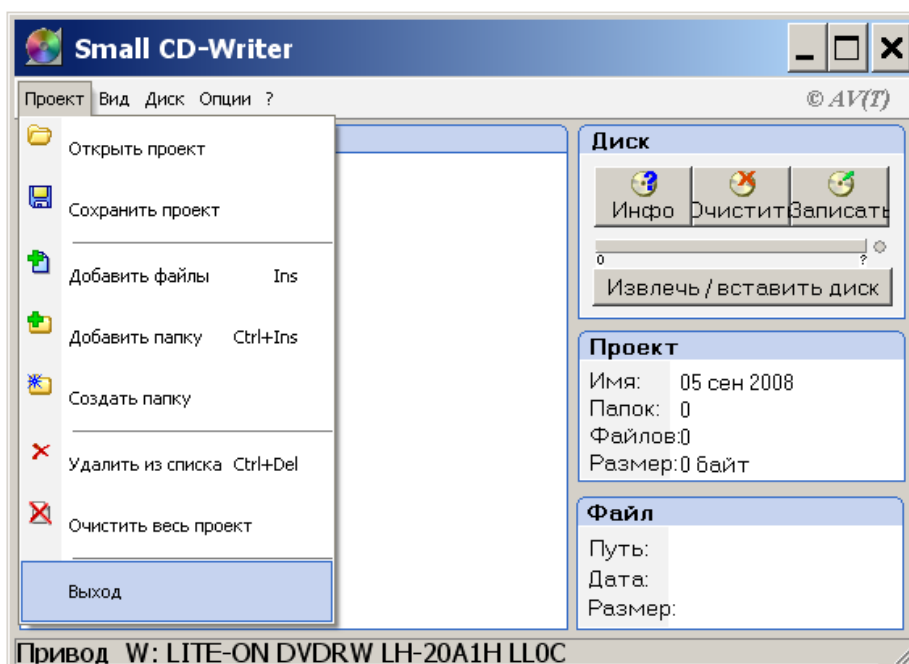 Small CD-Writer
Проект Вид Диск Опции ? © AV(T)
Открыть проект
Сохранить проект
Добавить файлы Ins
Добавить папку Ctrl+Ins
Создать папку
Удалить из списка Ctrl+Del
Очистить весь проект
Выход
Диск
Инфо Очистить Записать
0 ?
Извлечь / вставить диск
Проект
Имя: 05 сен 2008
Папок: 0
Файлов: 0
Размер: 0 байт
Файл
Путь:
Дата:
Размер:
Привод W: LITE-ON DVDRW LH-20A1H LL0C